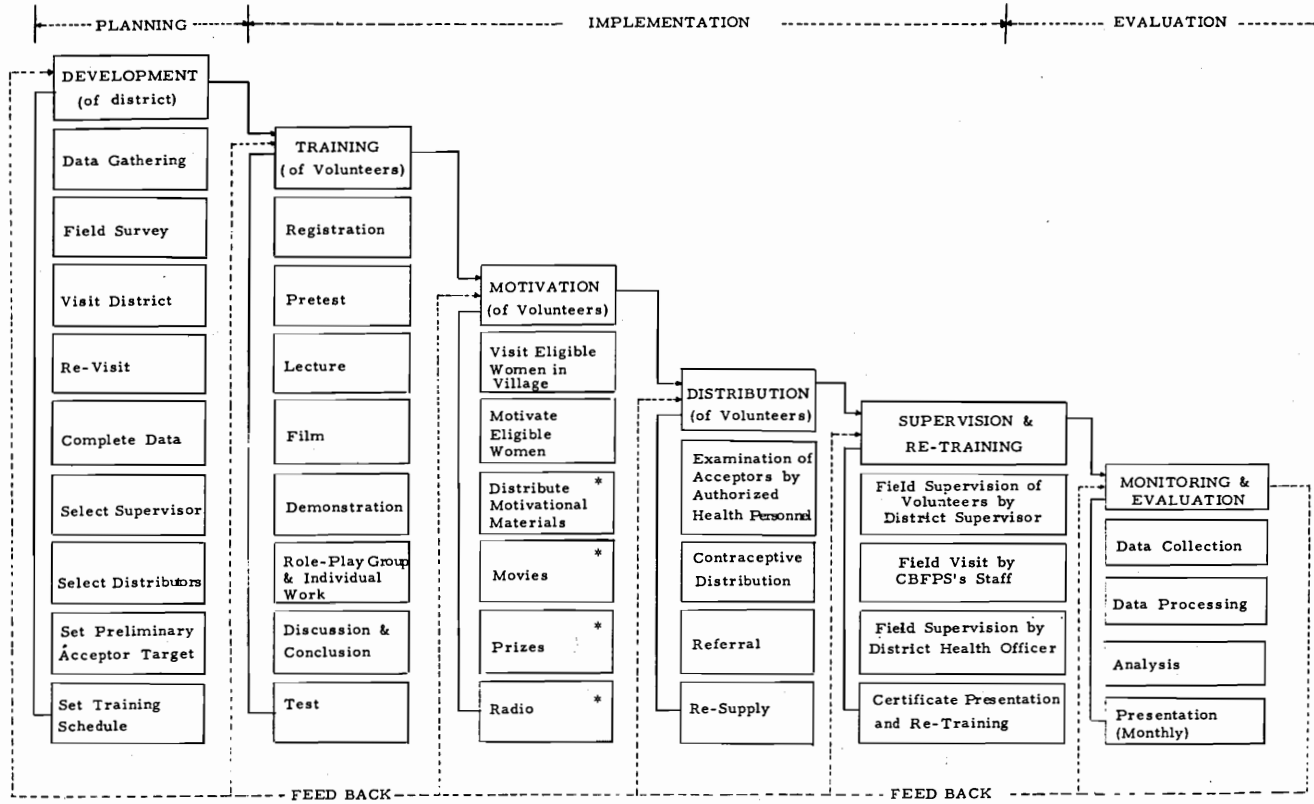 PLANNING
IMPLEMENTATION
EVALUATION
DEVELOPMENT
(of district)
Data Gathering
Field Survey
Visit District
Re-Visit
Complete Data
Select Supervisor
Select Distributors
Set Preliminary
Acceptor Target
Set Training
Schedule
TRAINING
(of Volunteers)
Registration
Pretest
Lecture
Film
Demonstration
Role-Play Group
& Individual
Work
Discussion &
Conclusion
Test
MOTIVATION
(of Volunteers)
Visit Eligible
Women in
Village
Motivate
Eligible
Women
Distribute *
Motivational
Materials
Movies *
Prizes *
Radio *
DISTRIBUTION
(of Volunteers)
Examination of
Acceptors by
Authorized
Health Personnel
Contraceptive
Distribution
Referral
Re-Supply
SUPERVISION &
RE-TRAINING
Field Supervision of
Volunteers by
District Supervisor
Field Visit by
CBFPS's Staff
Field Supervision by
District Health Officer
Certificate Presentation
and Re-Training
MONITORING &
EVALUATION
Data Collection
Data Processing
Analysis
Presentation
(Monthly)
FEED BACK
FEED BACK